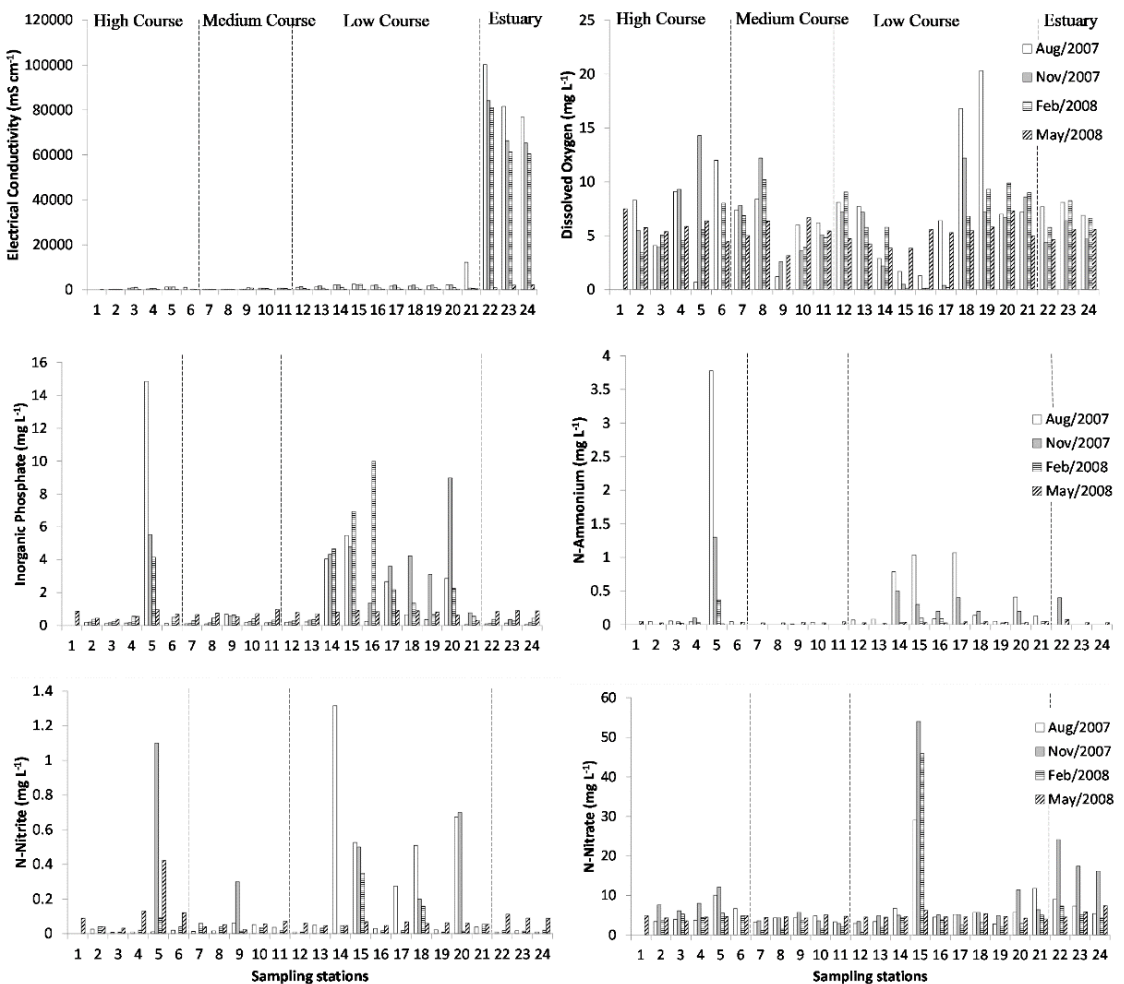 High Course Medium Course Low Course Estuary
Electrical Conductivity (mS cm⁻¹)
120000
100000
80000
60000
40000
20000
0
1 2 3 4 5 6 7 8 9 10 11 12 13 14 15 16 17 18 19 20 21 22 23 24
High Course Medium Course Low Course Estuary
Dissolved Oxygen (mg L⁻¹)
25
20
15
10
5
0
1 2 3 4 5 6 7 8 9 10 11 12 13 14 15 16 17 18 19 20 21 22 23 24
Aug/2007
Nov/2007
Feb/2008
May/2008
Inorganic Phosphate (mg L⁻¹)
16
14
12
10
8
6
4
2
0
1 2 3 4 5 6 7 8 9 10 11 12 13 14 15 16 17 18 19 20 21 22 23 24
N-Ammonium (mg L⁻¹)
4
3.5
3
2.5
2
1.5
1
0.5
0
1 2 3 4 5 6 7 8 9 10 11 12 13 14 15 16 17 18 19 20 21 22 23 24
Aug/2007
Nov/2007
Feb/2008
May/2008
N-Nitrite (mg L⁻¹)
1.4
1.2
1
0.8
0.6
0.4
0.2
0
1 2 3 4 5 6 7 8 9 10 11 12 13 14 15 16 17 18 19 20 21 22 23 24
Sampling stations
N-Nitrate (mg L⁻¹)
60
50
40
30
20
10
0
1 2 3 4 5 6 7 8 9 10 11 12 13 14 15 16 17 18 19 20 21 22 23 24
Sampling stations
Aug/2007
Nov/2007
Feb/2008
May/2008